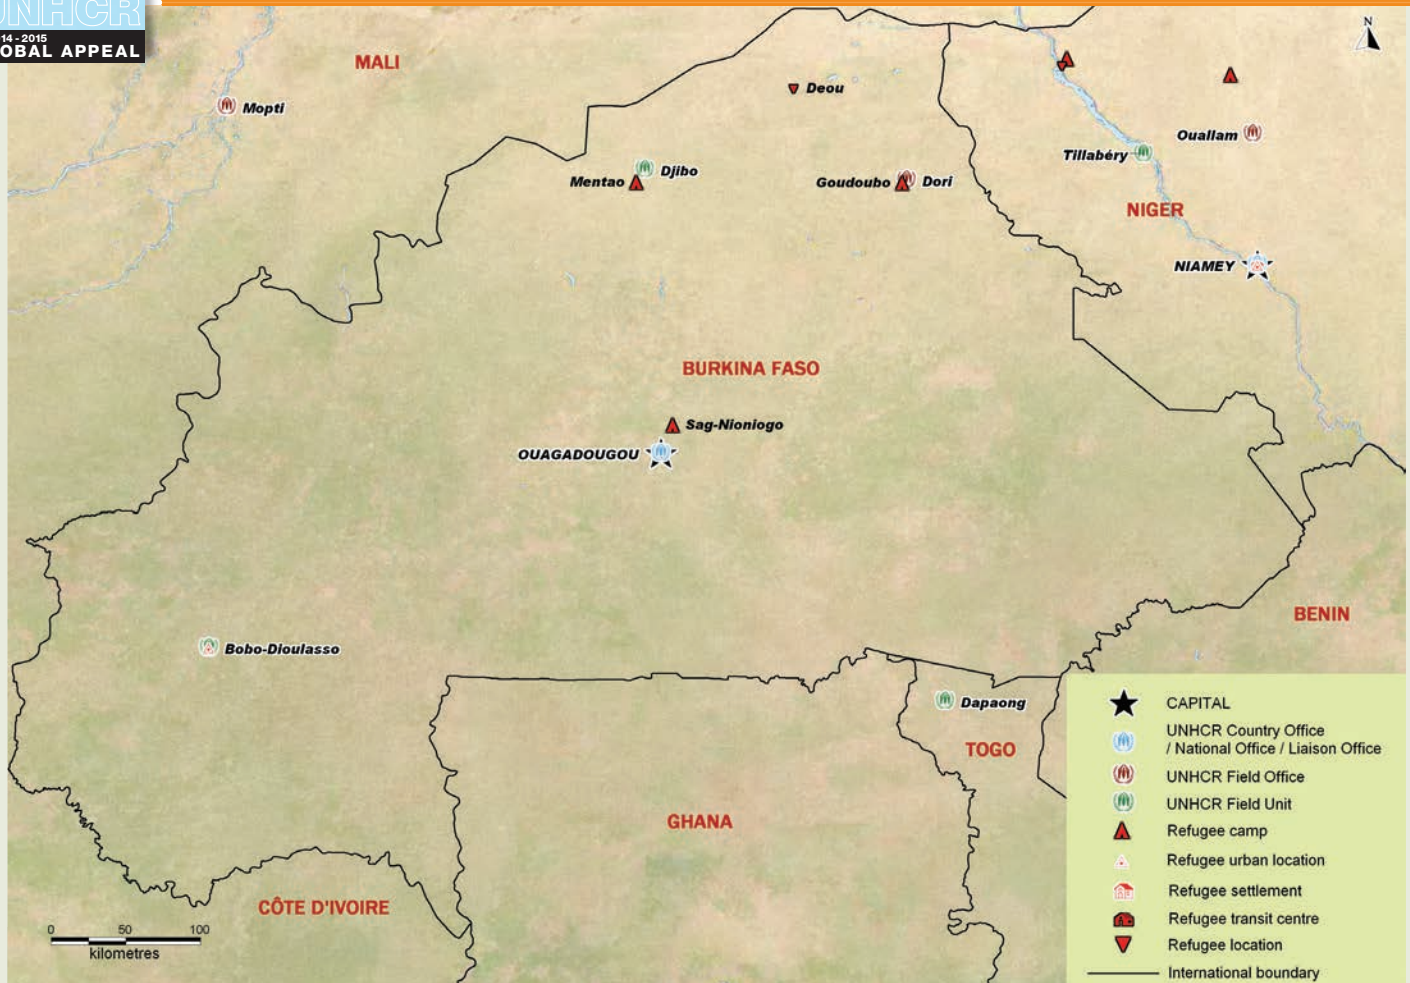 UNHCR
14 - 2015
OBAL APPEAL
N
MALI
Mopti
Deou
Ouallam
Tillabéry
Djibo
Mentao
Goudoubo
Dori
NIGER
NIAMEY
BURKINA FASO
Sag-Nioniogo
OUAGADOUGOU
BENIN
Bobo-Dioulasso
Dapaong
TOGO
GHANA
CÔTE D'IVOIRE
0 50 100
kilometres
CAPITAL
UNHCR Country Office
/ National Office / Liaison Office
UNHCR Field Office
UNHCR Field Unit
Refugee camp
Refugee urban location
Refugee settlement
Refugee transit centre
Refugee location
International boundary